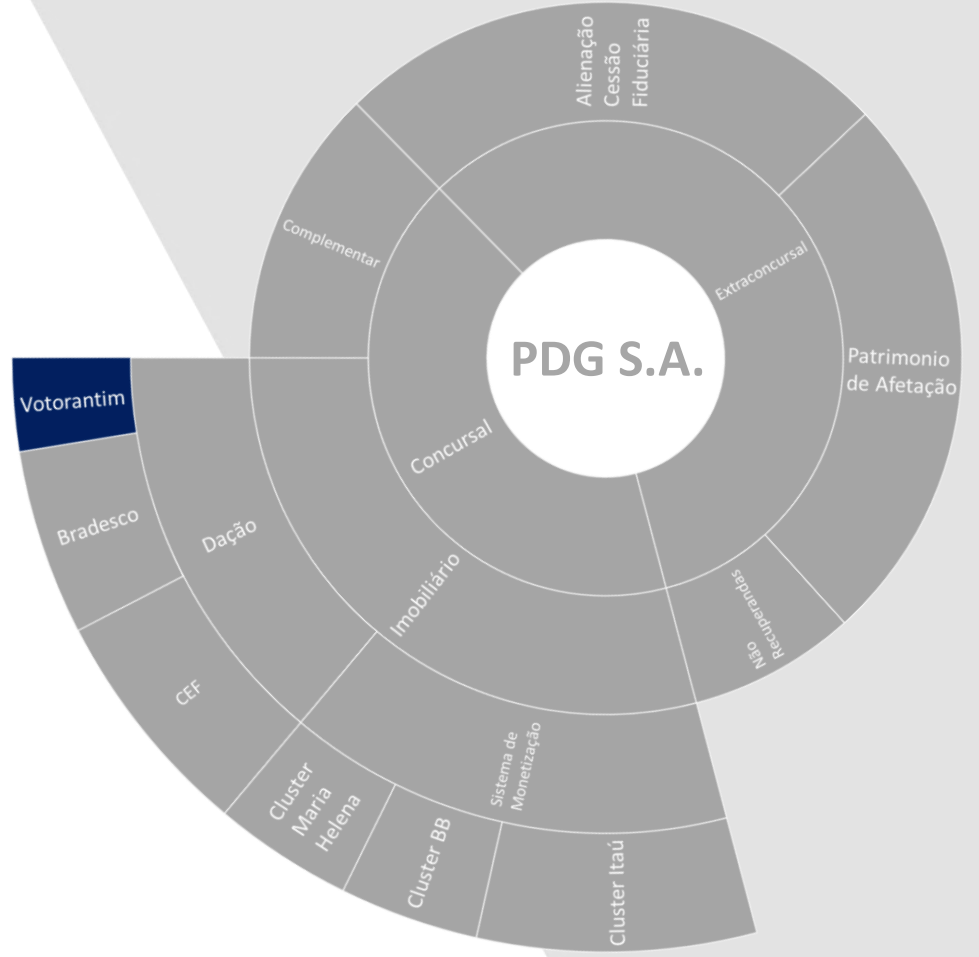 Alienação
Cessão
Fiduciária
Complementar
Extraconcursal
PDG S.A.
Patrimonio
de Afetação
Votorantim
Concursal
Bradesco
Dação
Imobiliário
Não
Recuperandas
CEF
Sistema de
Monetização
Cluster
Maria
Helena
Cluster BB
Cluster Itaú